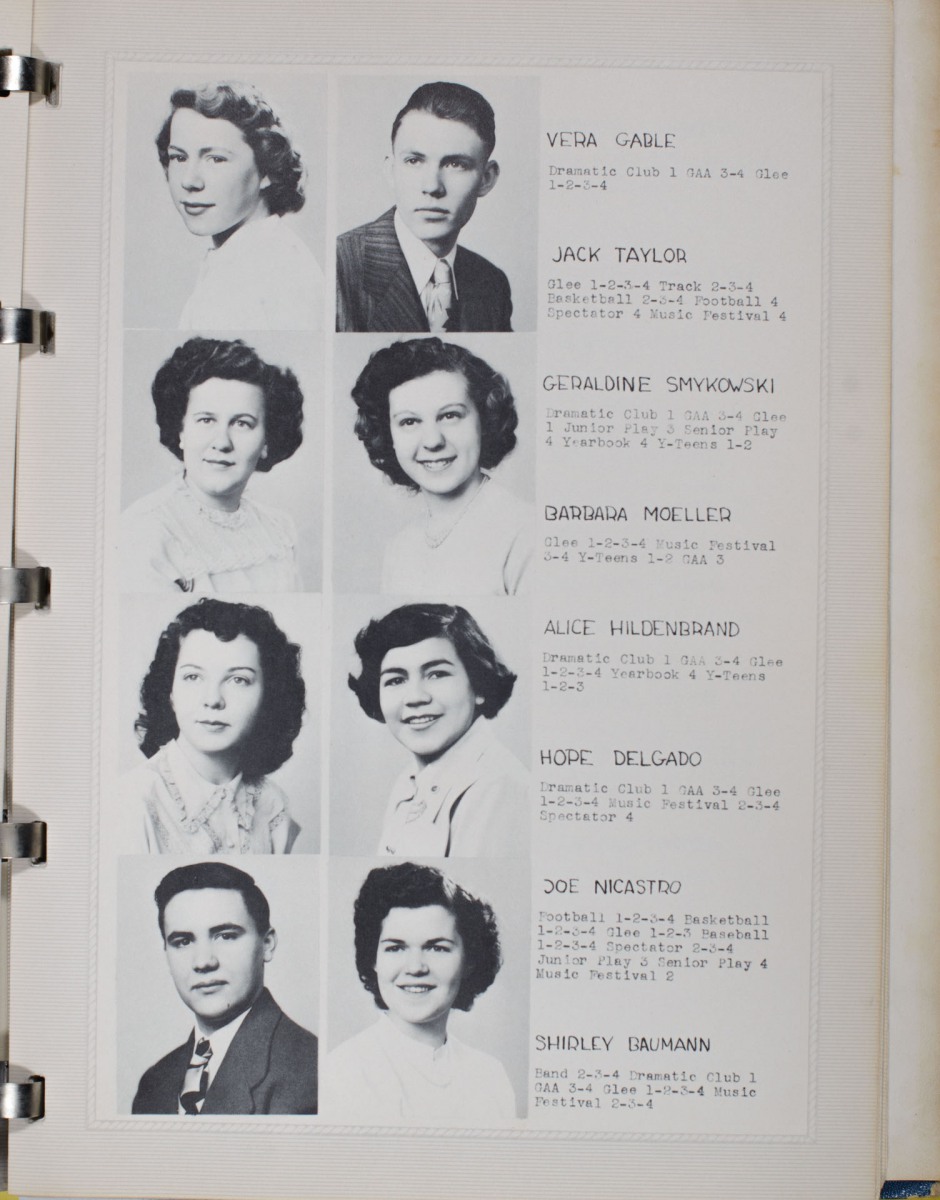 VERA GABLE
Dramatic Club 1 GAA 3-4 Glee
1-2-3-4
JACK TAYLOR
Glee 1-2-3-4 Track 2-3-4
Basketball 2-3-4 Football 4
Spectator 4 Music Festival 4
GERALDINE SMYKOWSKI
Dramatic Club 1 GAA 3-4 Glee
1 Junior Play 3 Senior Play
4 Yearbook 4 Y-Teens 1-2
BARBARA MOELLER
Glee 1-2-3-4 Music Festival
3-4 Y-Teens 1-2 GAA 3
ALICE HILDENBRAND
Dramatic Club 1 GAA 3-4 Glee
1-2-3-4 Yearbook 4 Y-Teens
1-2-3
HOPE DELGADO
Dramatic Club 1 GAA 3-4 Glee
1-2-3-4 Music Festival 2-3-4
Spectator 4
JOE NICASTRO
Football 1-2-3-4 Basketball
1-2-3-4 Glee 1-2-3 Baseball
1-2-3-4 Spectator 2-3-4
Junior Play 3 Senior Play 4
Music Festival 2
SHIRLEY BAUMANN
Band 2-3-4 Dramatic Club 1
GAA 3-4 Glee 1-2-3-4 Music
Festival 2-3-4